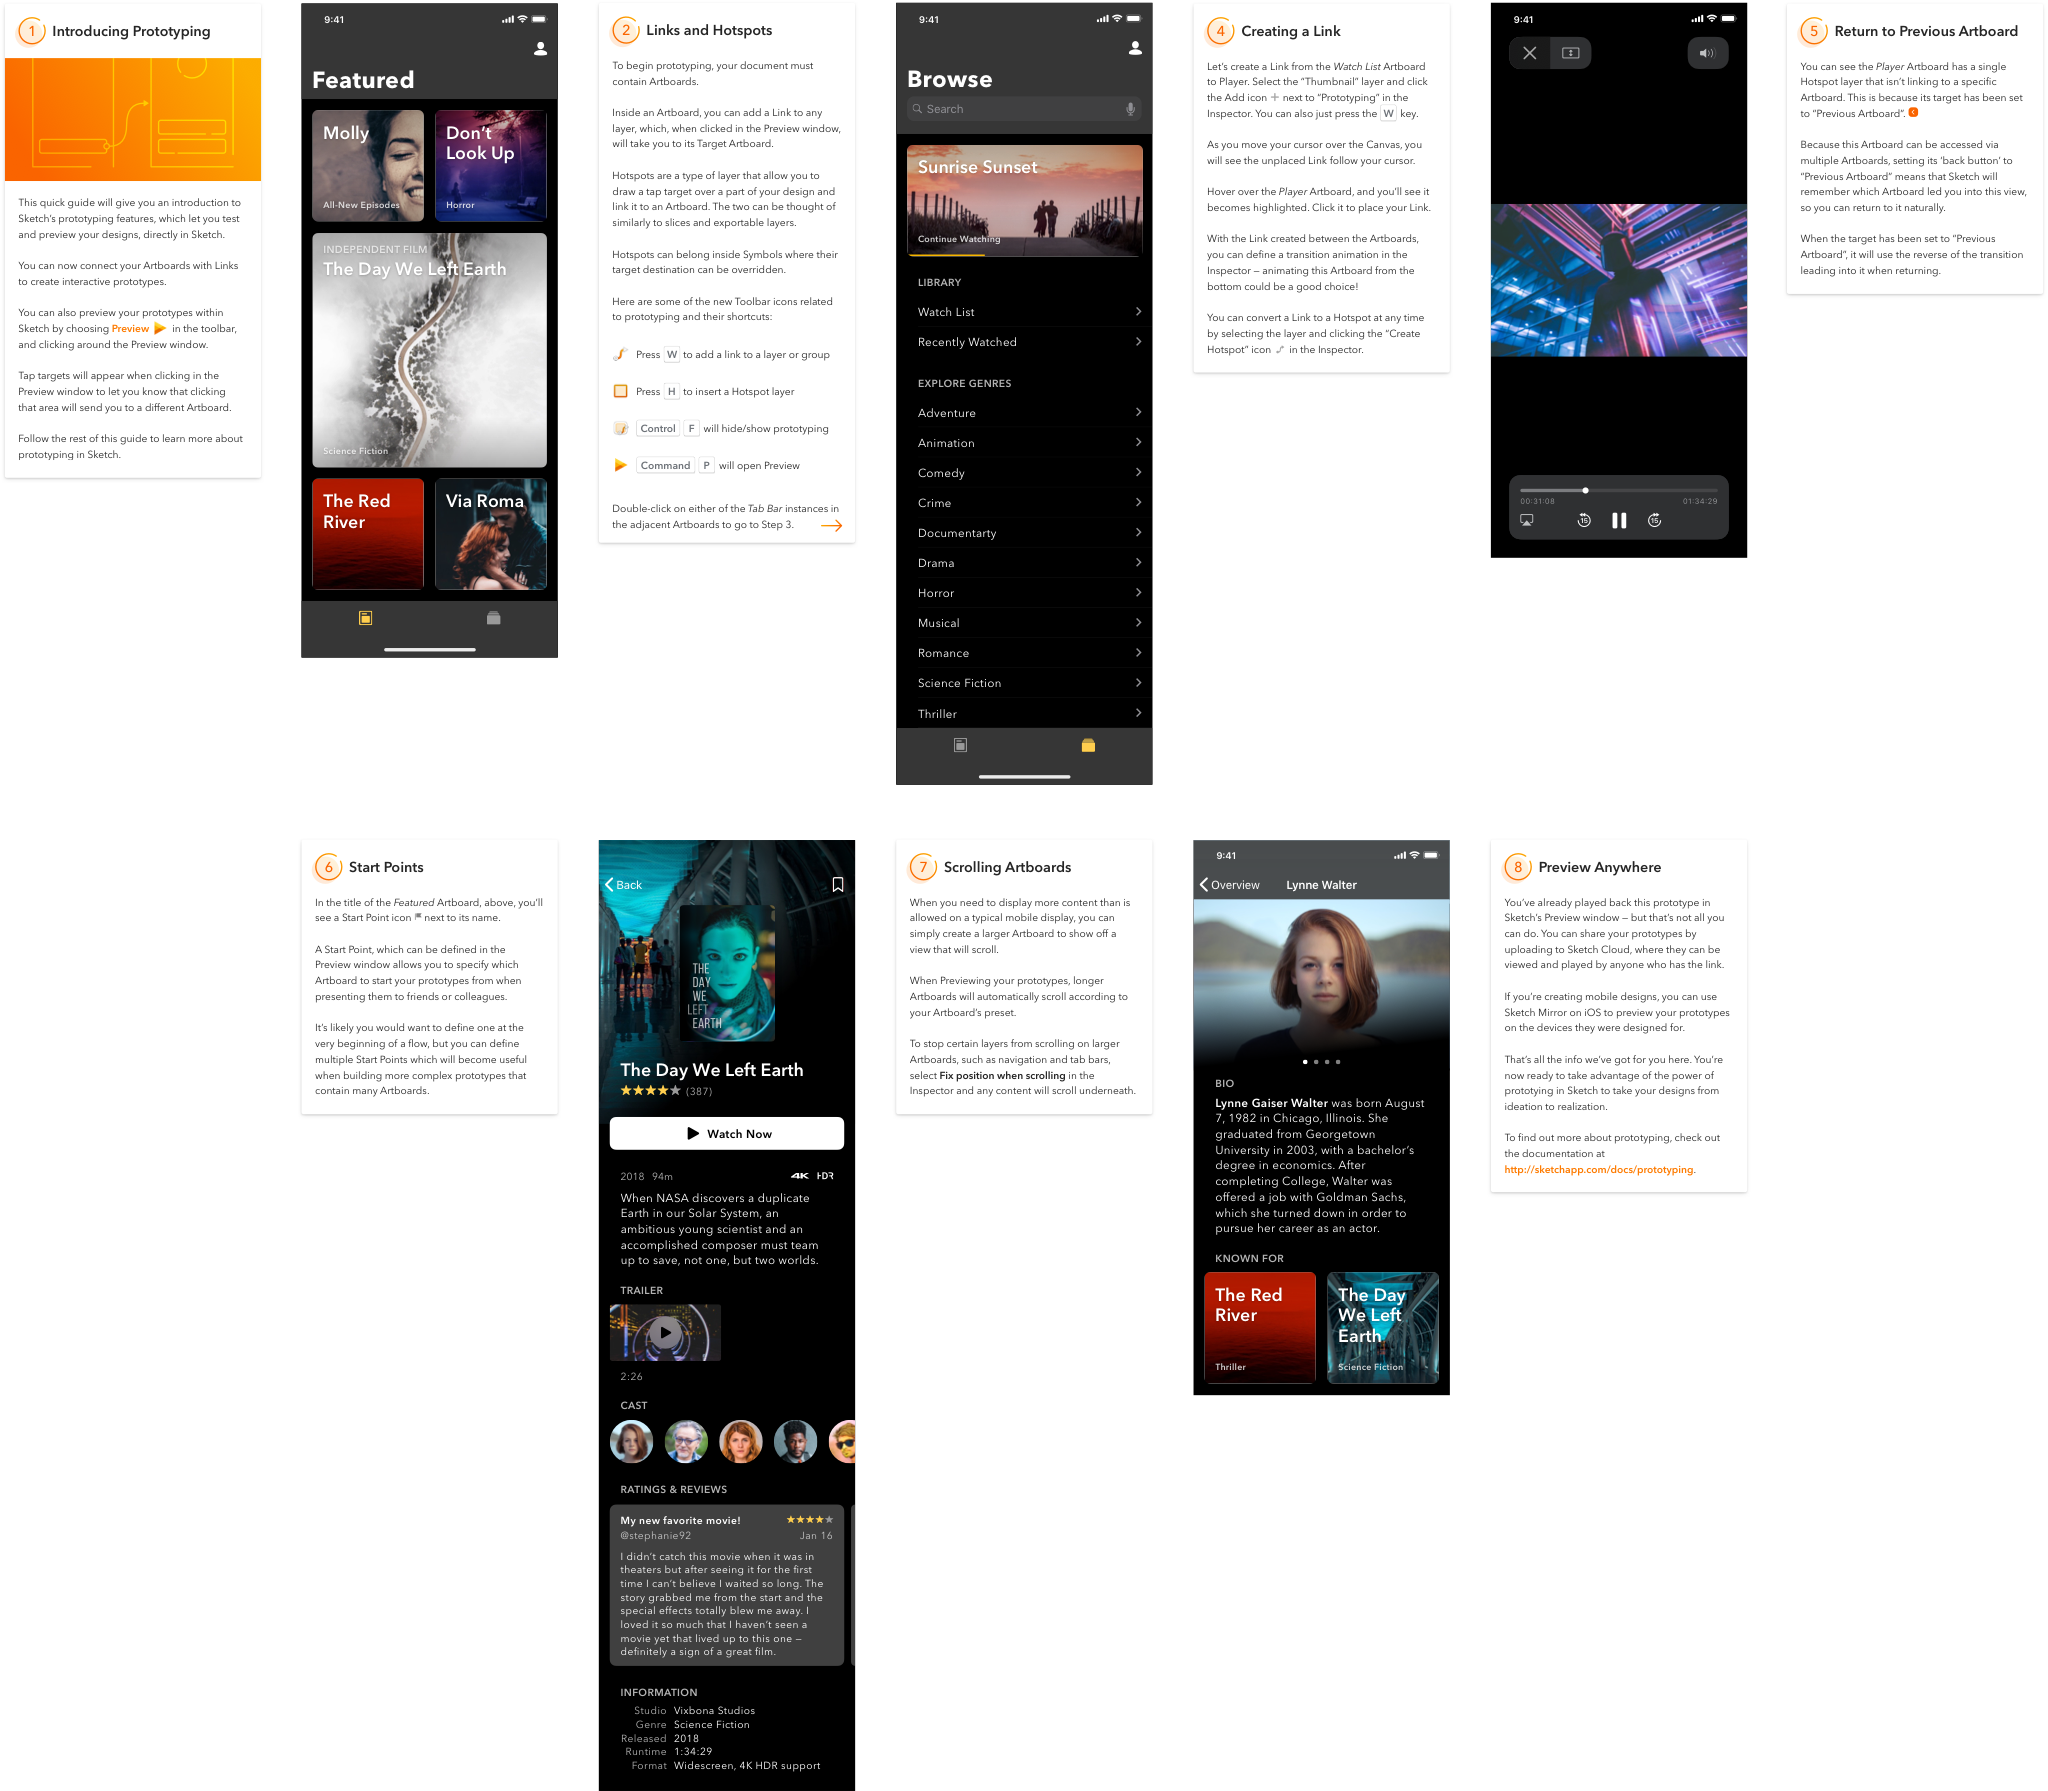 1 Introducing Prototyping
This quick guide will give you an introduction to
Sketch’s prototyping features, which let you test
and preview your designs, directly in Sketch.
You can now connect your Artboards with Links
to create interactive prototypes.
You can also preview your prototypes within
Sketch by choosing Preview in the toolbar,
and clicking around the Preview window.
Tap targets will appear when clicking in the
Preview window to let you know that clicking
that area will send you to a different Artboard.
Follow the rest of this guide to learn more about
prototyping in Sketch.
9:41
Featured
Molly
All-New Episodes
Don’t
Look Up
Horror
INDEPENDENT FILM
The Day We Left Earth
Science Fiction
The Red
River
Via Roma
2 Links and Hotspots
To begin prototyping, your document must
contain Artboards.
Inside an Artboard, you can add a Link to any
layer, which, when clicked in the Preview window,
will take you to its Target Artboard.
Hotspots are a type of layer that allow you to
draw a tap target over a part of your design and
link it to an Artboard. The two can be thought of
similarly to slices and exportable layers.
Hotspots can belong inside Symbols where their
target destination can be overridden.
Here are some of the new Toolbar icons related
to prototyping and their shortcuts:
Press W to add a link to a layer or group
Press H to insert a Hotspot layer
Control F will hide/show prototyping
Command P will open Preview
Double-click on either of the Tab Bar instances in
the adjacent Artboards to go to Step 3.
9:41
Browse
Search
Sunrise Sunset
Continue Watching
LIBRARY
Watch List
Recently Watched
EXPLORE GENRES
Adventure
Animation
Comedy
Crime
Documentarty
Drama
Horror
Musical
Romance
Science Fiction
Thriller
4 Creating a Link
Let’s create a Link from the Watch List Artboard
to Player. Select the “Thumbnail” layer and click
the Add icon + next to “Prototyping” in the
Inspector. You can also just press the W key.
As you move your cursor over the Canvas, you
will see the unplaced Link follow your cursor.
Hover over the Player Artboard, and you’ll see it
becomes highlighted. Click it to place your Link.
With the Link created between the Artboards,
you can define a transition animation in the
Inspector – animating this Artboard from the
bottom could be a good choice!
You can convert a Link to a Hotspot at any time
by selecting the layer and clicking the “Create
Hotspot” icon in the Inspector.
9:41
00:31:08
01:34:29
15
15
5 Return to Previous Artboard
You can see the Player Artboard has a single
Hotspot layer that isn’t linking to a specific
Artboard. This is because its target has been set
to “Previous Artboard”.
Because this Artboard can be accessed via
multiple Artboards, setting its ‘back button’ to
“Previous Artboard” means that Sketch will
remember which Artboard led you into this view,
so you can return to it naturally.
When the target has been set to “Previous
Artboard”, it will use the reverse of the transition
leading into it when returning.
6 Start Points
In the title of the Featured Artboard, above, you’ll
see a Start Point icon next to its name.
A Start Point, which can be defined in the
Preview window allows you to specify which
Artboard to start your prototypes from when
presenting them to friends or colleagues.
It’s likely you would want to define one at the
very beginning of a flow, but you can define
multiple Start Points which will become useful
when building more complex prototypes that
contain many Artboards.
Back
THE
DAY
WE
LEFT
EARTH
The Day We Left Earth
(387)
Watch Now
2018 94m
4K HDR
When NASA discovers a duplicate
Earth in our Solar System, an
ambitious young scientist and an
accomplished composer must team
up to save, not one, but two worlds.
TRAILER
2:26
CAST
RATINGS & REVIEWS
My new favorite movie!
@stephanie92 Jan 16
I didn’t catch this movie when it was in
theaters but after seeing it for the first
time I can’t believe I waited so long. The
story grabbed me from the start and the
special effects totally blew me away. I
loved it so much that I haven’t seen a
movie yet that lived up to this one –
definitely a sign of a great film.
INFORMATION
Studio Vixbona Studios
Genre Science Fiction
Released 2018
Runtime 1:34:29
Format Widescreen, 4K HDR support
7 Scrolling Artboards
When you need to display more content than is
allowed on a typical mobile display, you can
simply create a larger Artboard to show off a
view that will scroll.
When Previewing your prototypes, longer
Artboards will automatically scroll according to
your Artboard’s preset.
To stop certain layers from scrolling on larger
Artboards, such as navigation and tab bars,
select Fix position when scrolling in the
Inspector and any content will scroll underneath.
9:41
Overview Lynne Walter
BIO
Lynne Gaiser Walter was born August
7, 1982 in Chicago, Illinois. She
graduated from Georgetown
University in 2003, with a bachelor’s
degree in economics. After
completing College, Walter was
offered a job with Goldman Sachs,
which she turned down in order to
pursue her career as an actor.
KNOWN FOR
The Red
River
Thriller
The Day
We Left
Earth
Science Fiction
8 Preview Anywhere
You’ve already played back this prototype in
Sketch’s Preview window – but that’s not all you
can do. You can share your prototypes by
uploading to Sketch Cloud, where they can be
viewed and played by anyone who has the link.
If you’re creating mobile designs, you can use
Sketch Mirror on iOS to preview your prototypes
on the devices they were designed for.
That’s all the info we’ve got for you here. You’re
now ready to take advantage of the power of
prototying in Sketch to take your designs from
ideation to realization.
To find out more about prototyping, check out
the documentation at
http://sketchapp.com/docs/prototyping.